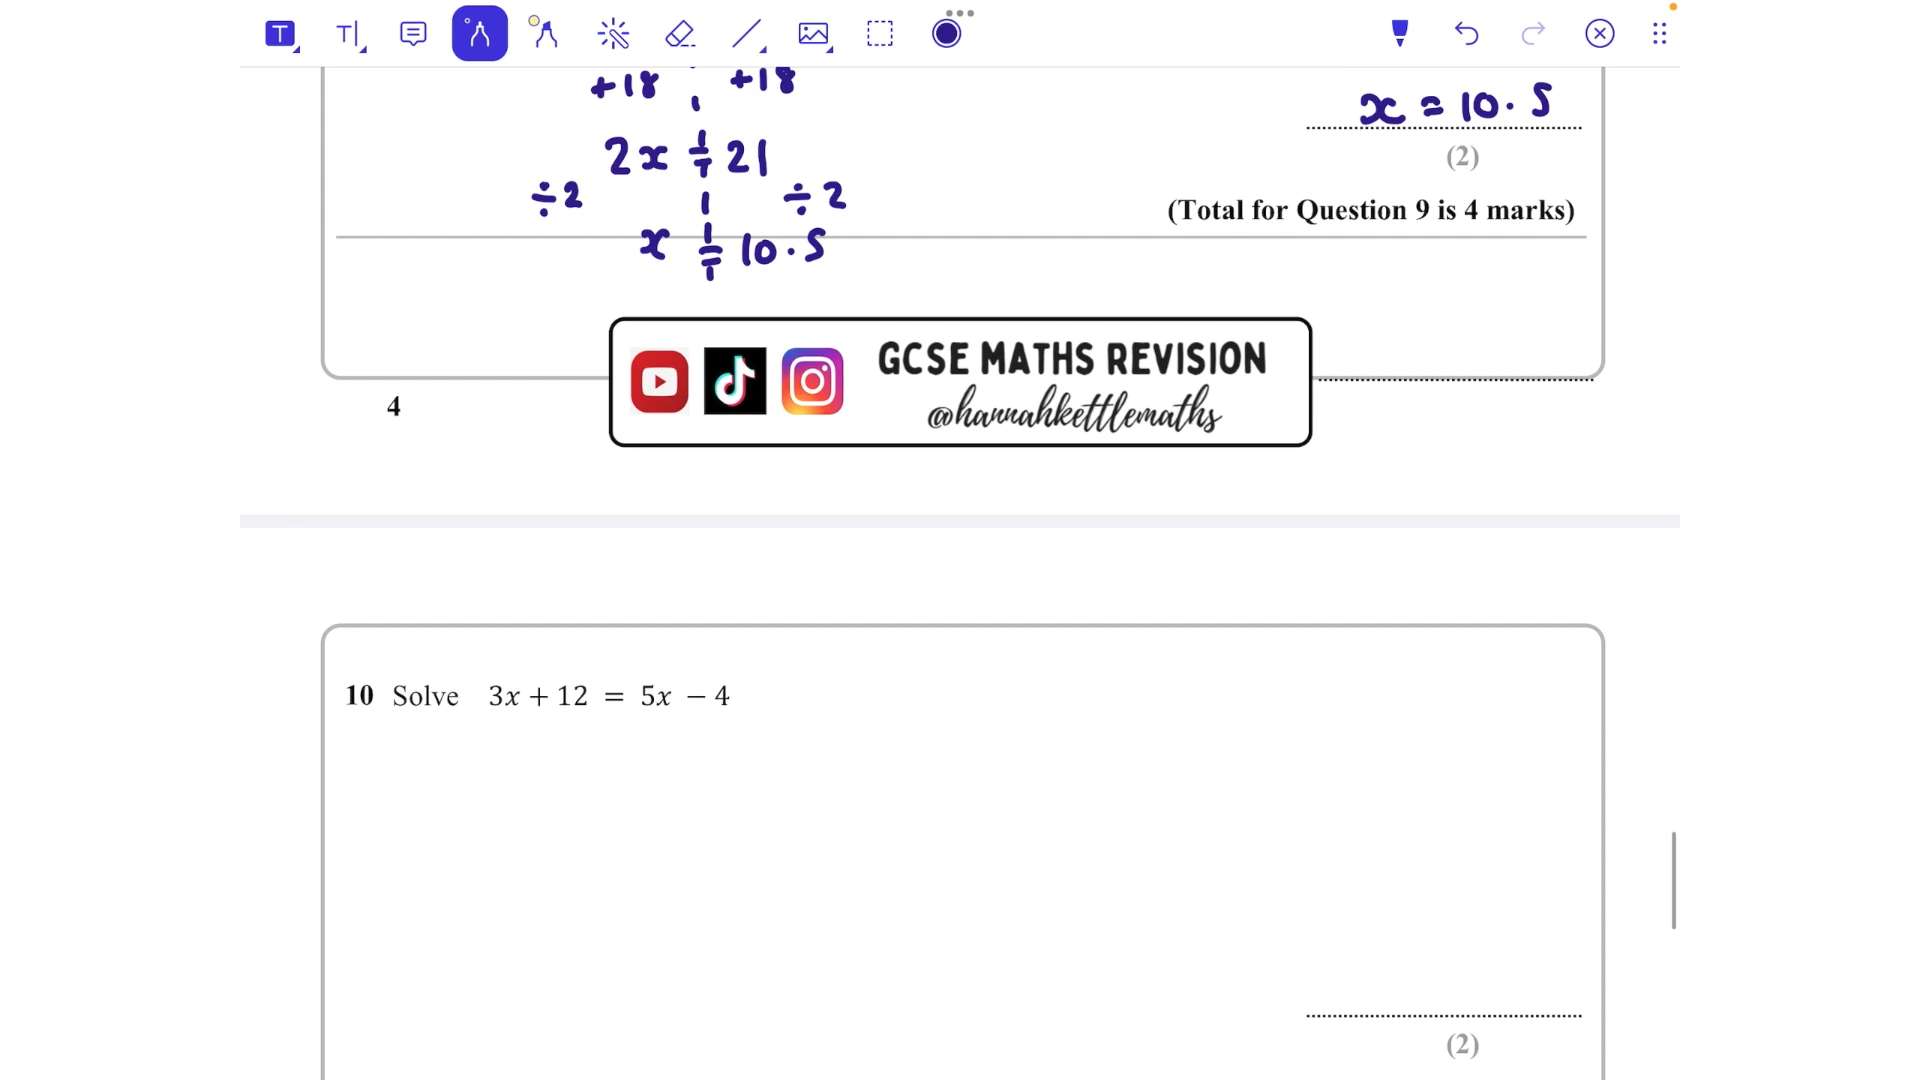 +18 +18
x = 10.5
2x = 21
(2)
÷2 ÷2
(Total for Question 9 is 4 marks)
x = 10.5
GCSE MATHS REVISION
@hannahkettlemaths
4
10 Solve 3x + 12 = 5x − 4
(2)